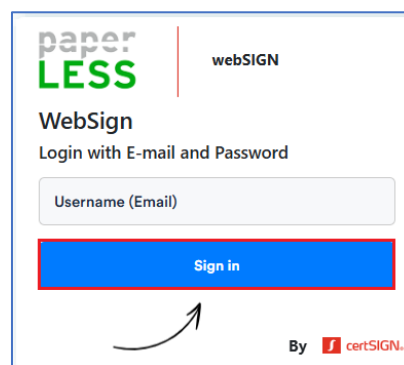 paper
LESS
webSIGN
WebSign
Login with E-mail and Password
Username (Email)
Sign in
By certSIGN®